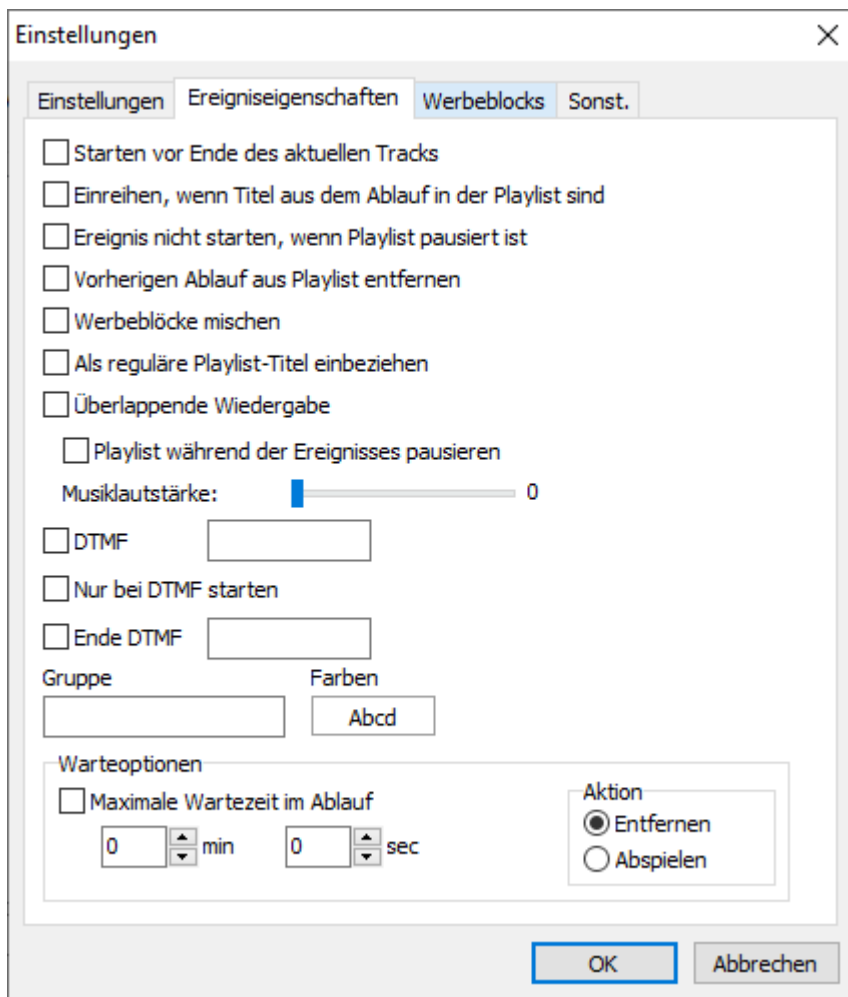 Einstellungen
Einstellungen Ereigniseigenschaften Werbeblocks Sonst.
Starten vor Ende des aktuellen Tracks
Einreihen, wenn Titel aus dem Ablauf in der Playlist sind
Ereignis nicht starten, wenn Playlist pausiert ist
Vorherigen Ablauf aus Playlist entfernen
Werbeblöcke mischen
Als reguläre Playlist-Titel einbeziehen
Überlappende Wiedergabe
Playlist während der Ereignisses pausieren
Musiklautstärke: 0
DTMF
Nur bei DTMF starten
Ende DTMF
Gruppe Farben
Abcd
Warteoptionen
Maximale Wartezeit im Ablauf
0 min 0 sec
Aktion
Entfernen
Abspielen
OK Abbrechen